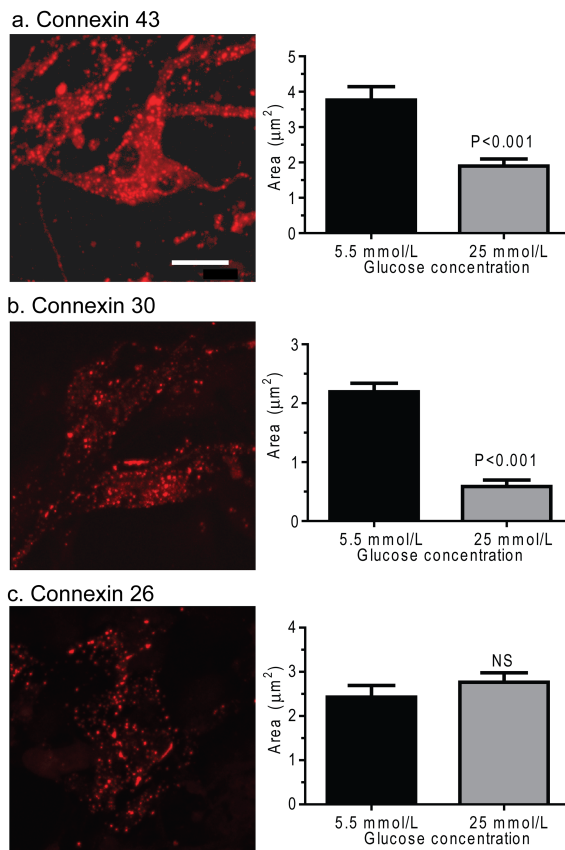 a. Connexin 43
Area (μm²)
5
4
3
2
1
0
P<0.001
5.5 mmol/L 25 mmol/L
Glucose concentration
b. Connexin 30
Area (μm²)
3
2
1
0
P<0.001
5.5 mmol/L 25 mmol/L
Glucose concentration
c. Connexin 26
Area (μm²)
4
3
2
1
0
NS
5.5 mmol/L 25 mmol/L
Glucose concentration